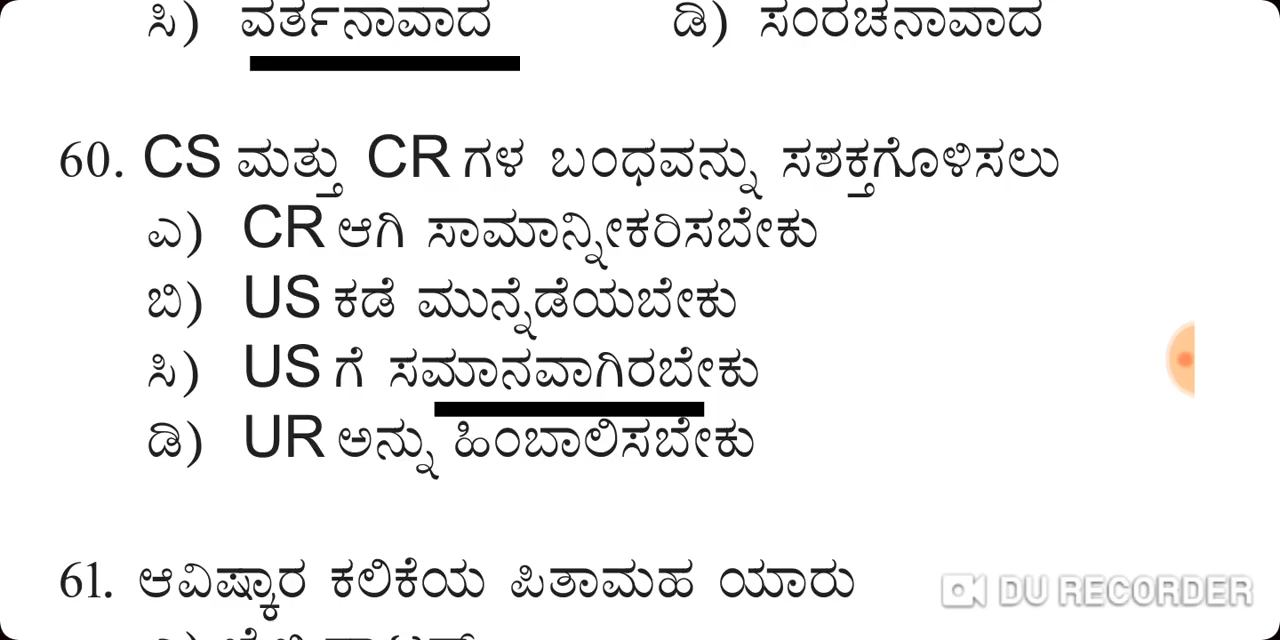 ಸಿ) ವರ್ತನಾವಾದ ಡಿ) ಸಂರಚನಾವಾದ
60. CS ಮತ್ತು CR ಗಳ ಬಂಧವನ್ನು ಸಶಕ್ತಗೊಳಿಸಲು
ಎ) CR ಆಗಿ ಸಾಮಾನ್ನೀಕರಿಸಬೇಕು
ಬಿ) US ಕಡೆ ಮುನ್ನೆಡೆಯಬೇಕು
ಸಿ) US ಗೆ ಸಮಾನವಾಗಿರಬೇಕು
ಡಿ) UR ಅನ್ನು ಹಿಂಬಾಲಿಸಬೇಕು
61. ಆವಿಷ್ಕಾರ ಕಲಿಕೆಯ ಪಿತಾಮಹ ಯಾರು
DU RECORDER